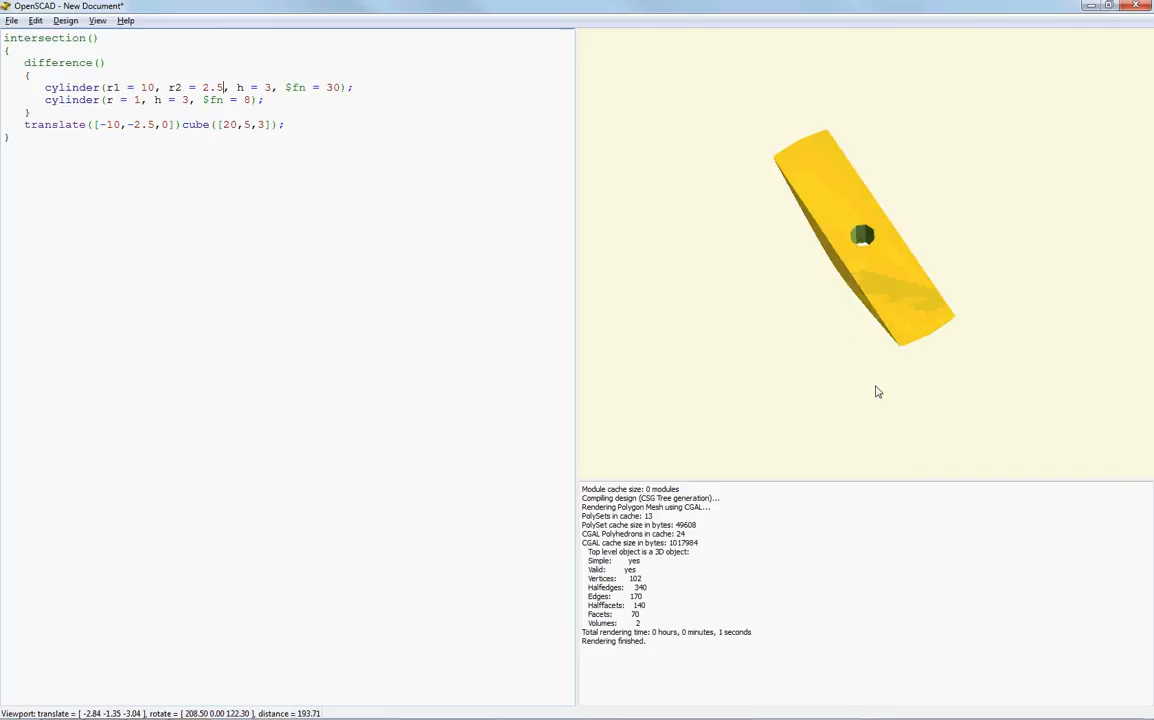 OpenSCAD - New Document*
File Edit Design View Help
intersection()
{
difference()
{
cylinder(r1 = 10, r2 = 2.5, h = 3, $fn = 30);
cylinder(r = 1, h = 3, $fn = 8);
}
translate([-10,-2.5,0])cube([20,5,3]);
}
Module cache size: 0 modules
Compiling design (CSG Tree generation)...
Rendering Polygon Mesh using CGAL...
PolySets in cache: 13
PolySet cache size in bytes: 49608
CGAL Polyhedrons in cache: 24
CGAL cache size in bytes: 1017984
Top level object is a 3D object:
Simple: yes
Valid: yes
Vertices: 102
Halfedges: 340
Edges: 170
Halffacets: 140
Facets: 70
Volumes: 2
Total rendering time: 0 hours, 0 minutes, 1 seconds
Rendering finished.
Viewport: translate = [ -2.84 -1.35 -3.04 ], rotate = [ 208.50 0.00 122.30 ], distance = 193.71